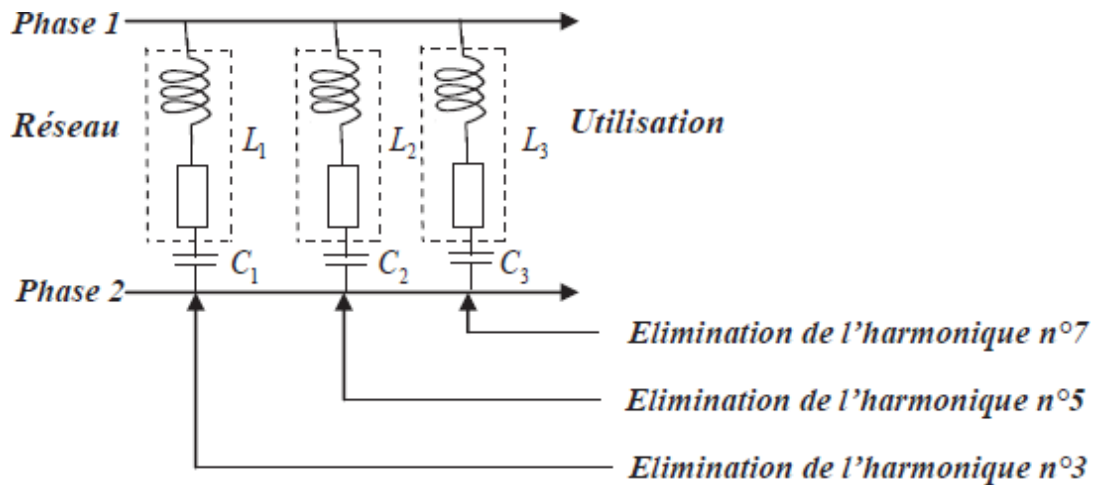 Phase 1
Réseau
L1
L2
L3
Utilisation
C1
C2
C3
Phase 2
Elimination de l'harmonique n°7
Elimination de l'harmonique n°5
Elimination de l'harmonique n°3